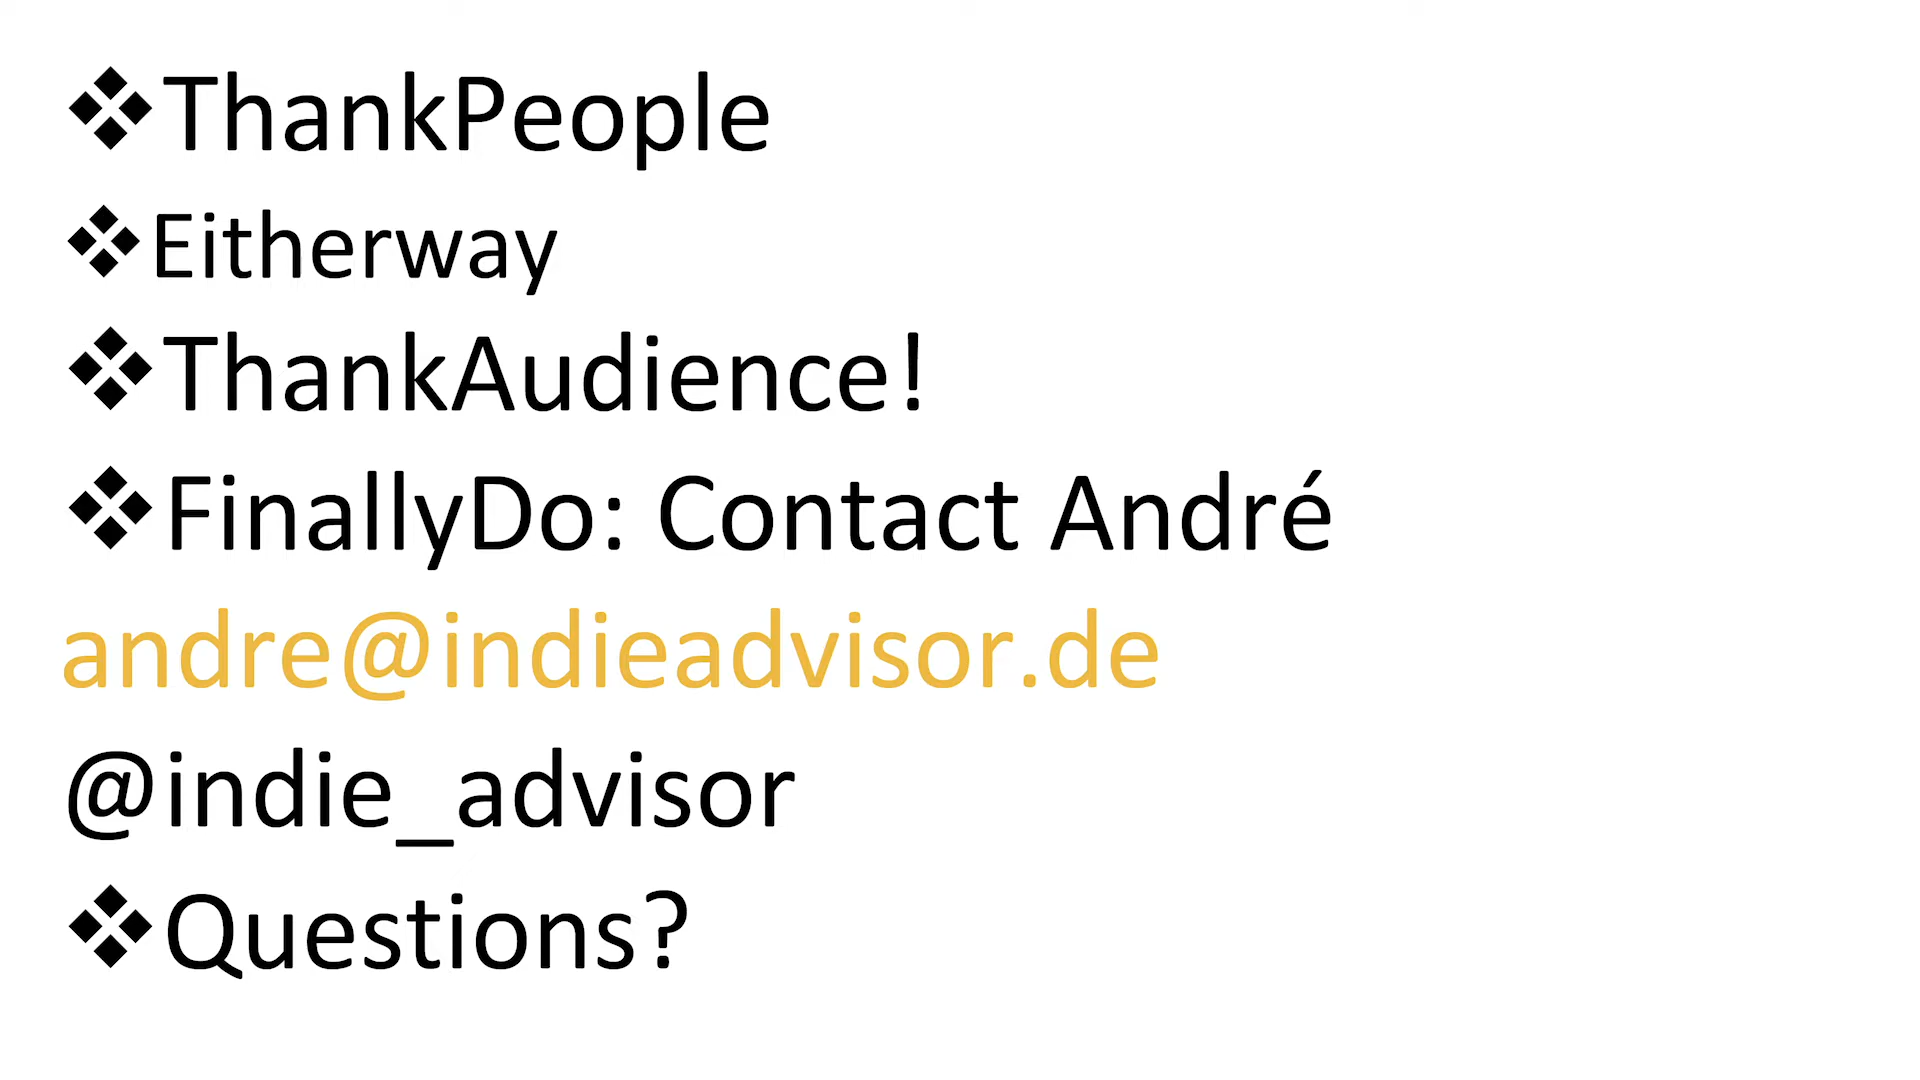 ❖ThankPeople
❖Eitherway
❖ThankAudience!
❖FinallyDo: Contact André
andre@indieadvisor.de
@indie_advisor
❖Questions?